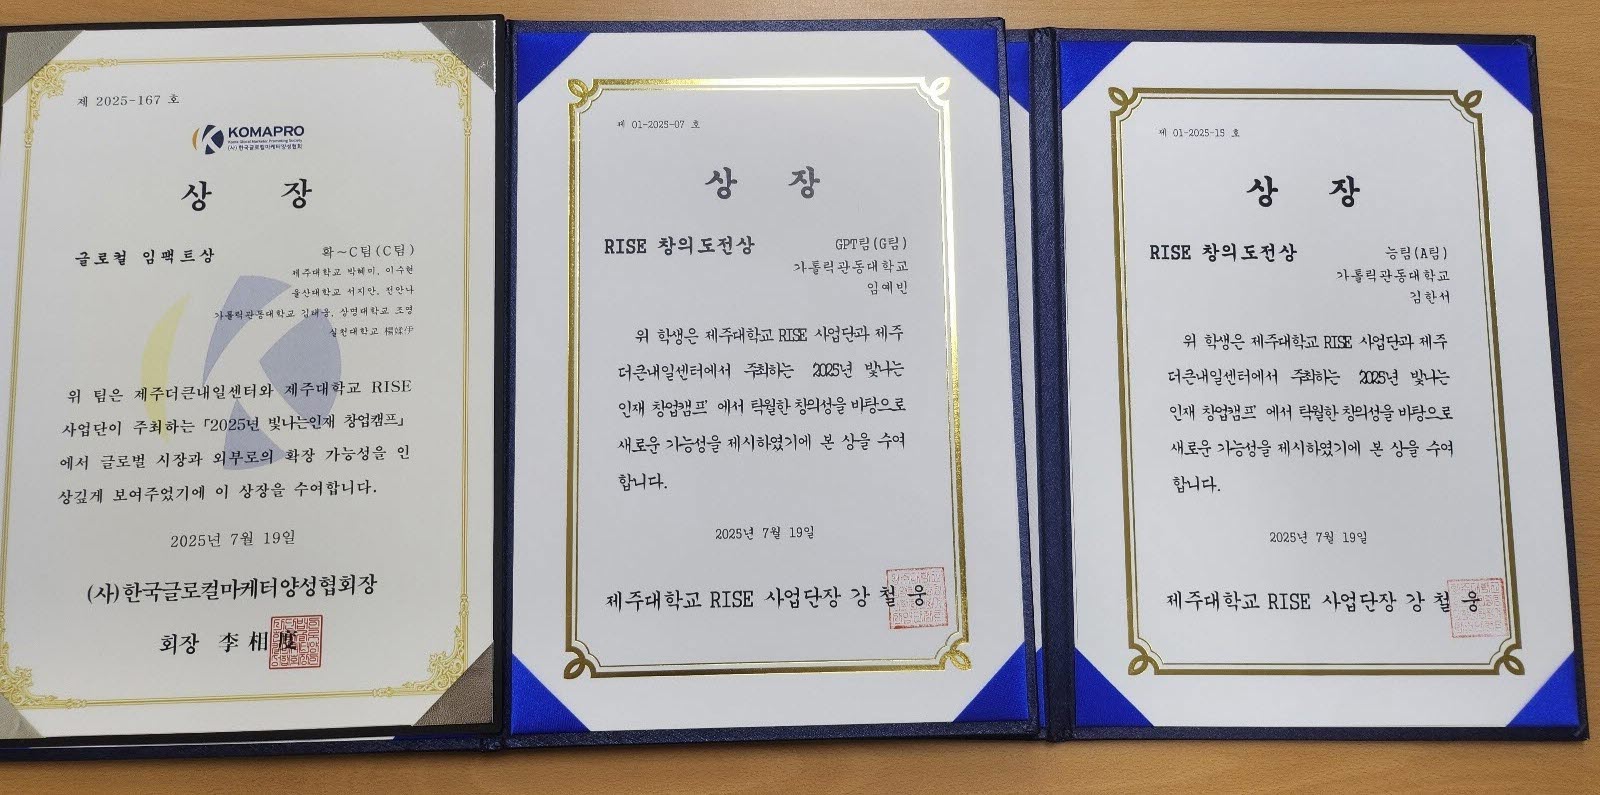 제 2025-167 호
KOMAPRO
(사)한국글로컬마케터양성협회
상 장
글로컬 임팩트상
확~C팀(C팀)
제주대학교 박혜미, 이수현
울산대학교 서지안, 전안나
가톨릭관동대학교 김태웅, 상명대학교 조영
실천대학교
위 팀은 제주더큰내일센터와 제주대학교 RISE
사업단이 주최하는 「2025년 빛나는인재 창업캠프」
에서 글로벌 시장과 외부로의 확장 가능성을 인
상깊게 보여주었기에 이 상장을 수여합니다.
2025년 7월 19일
(사)한국글로컬마케터양성협회장
회장 李相度
제 01-2025-07 호
상 장
RISE 창의도전상
GPT팀(G팀)
가톨릭관동대학교
임예빈
위 학생은 제주대학교 RISE 사업단과 제주
더큰내일센터에서 주최하는 '2025년 빛나는
인재 창업캠프' 에서 탁월한 창의성을 바탕으로
새로운 가능성을 제시하였기에 본 상을 수여
합니다.
2025년 7월 19일
제주대학교 RISE 사업단장 강 철 웅
제 01-2025-15 호
상 장
RISE 창의도전상
능팀(A팀)
가톨릭관동대학교
김한서
위 학생은 제주대학교 RISE 사업단과 제주
더큰내일센터에서 주최하는 '2025년 빛나는
인재 창업캠프' 에서 탁월한 창의성을 바탕으로
새로운 가능성을 제시하였기에 본 상을 수여
합니다.
2025년 7월 19일
제주대학교 RISE 사업단장 강 철 웅